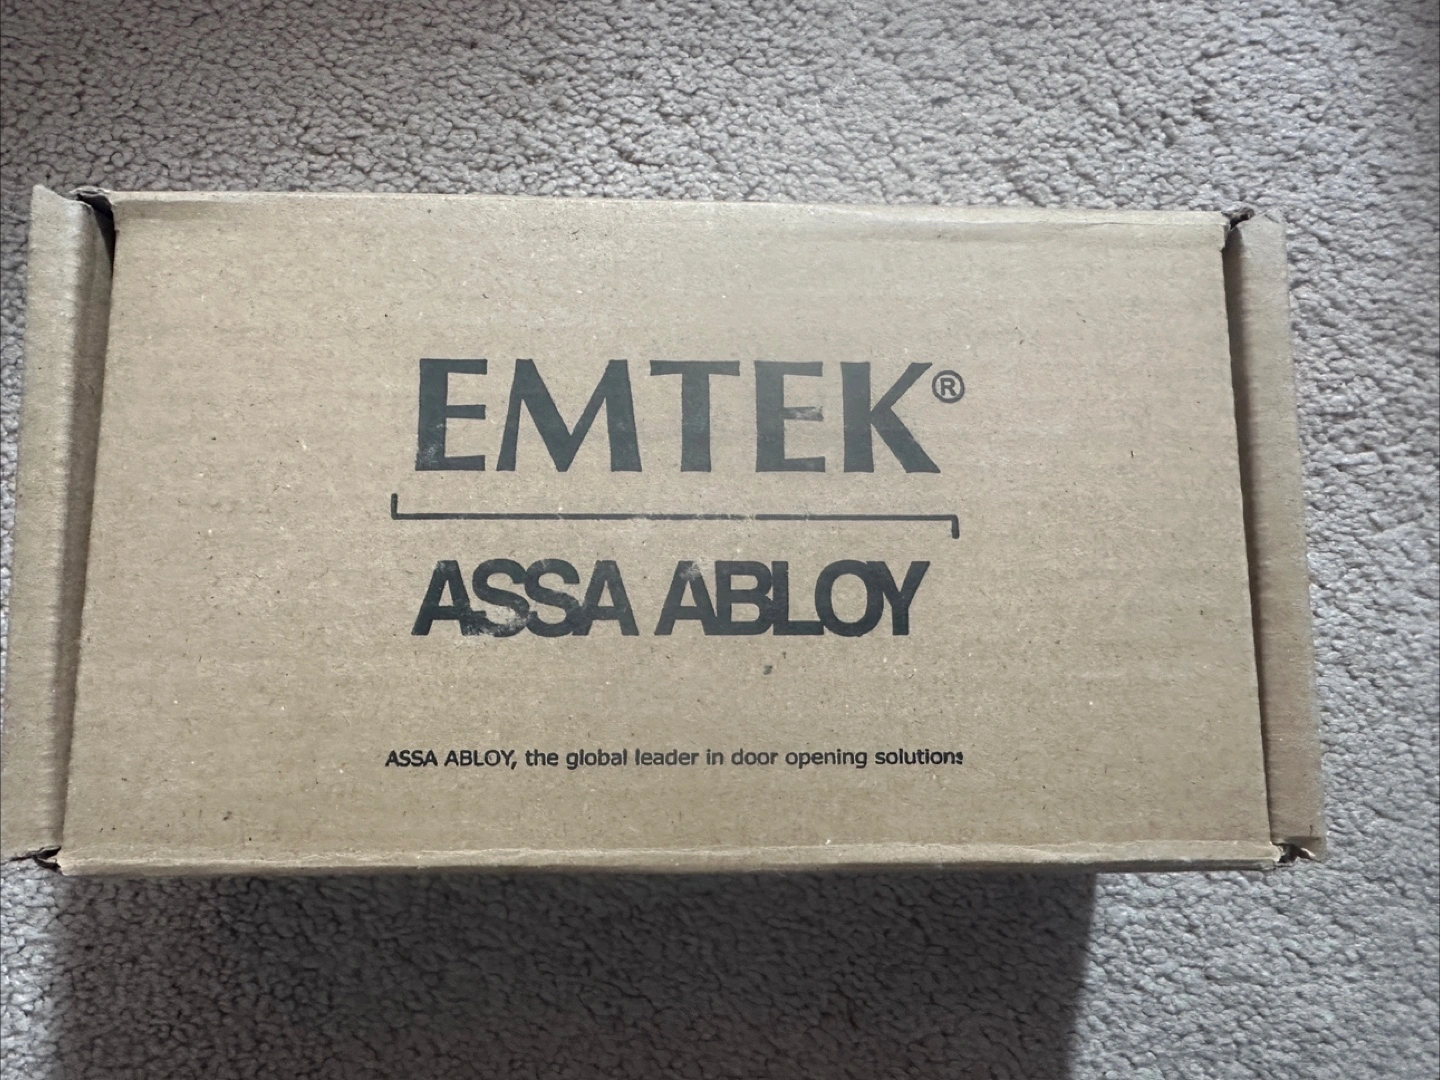 EMTEK®
ASSA ABLOY
ASSA ABLOY, the global leader in door opening solutions